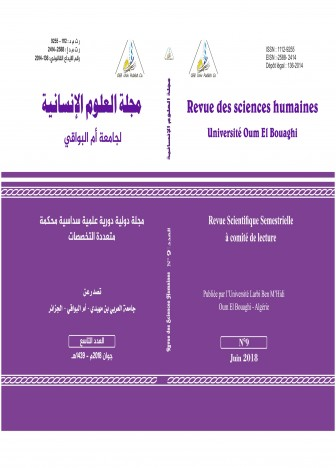 ر ت م د : 1112 - 9255
ر ت م د إ : 2588 - 2414
رقم الإيداع القانوني : 136-2014
مجلة العلوم الإنسانية
لجامعة أم البواقي
مجلة دولية دورية علمية سداسية محكمة
متعددة التخصصات
تصدر عن
جامعة العربي بن مهيدي - أم البواقي - الجزائر
العدد التاسع
جوان 2018م - 1439هـ
مجلة العلوم الإنسانية
العدد N° 9
Revue des Sciences Humaines
ISSN : 1112-9255
EISSN : 2588- 2414
Dépôt légal : 136-2014
Revue des sciences humaines
Université Oum El Bouaghi
Revue Scientifique Semestrielle
à comité de lecture
Publiée par l'Université Larbi Ben M'Hidi
Oum El Bouaghi - Algérie
N°9
Juin 2018